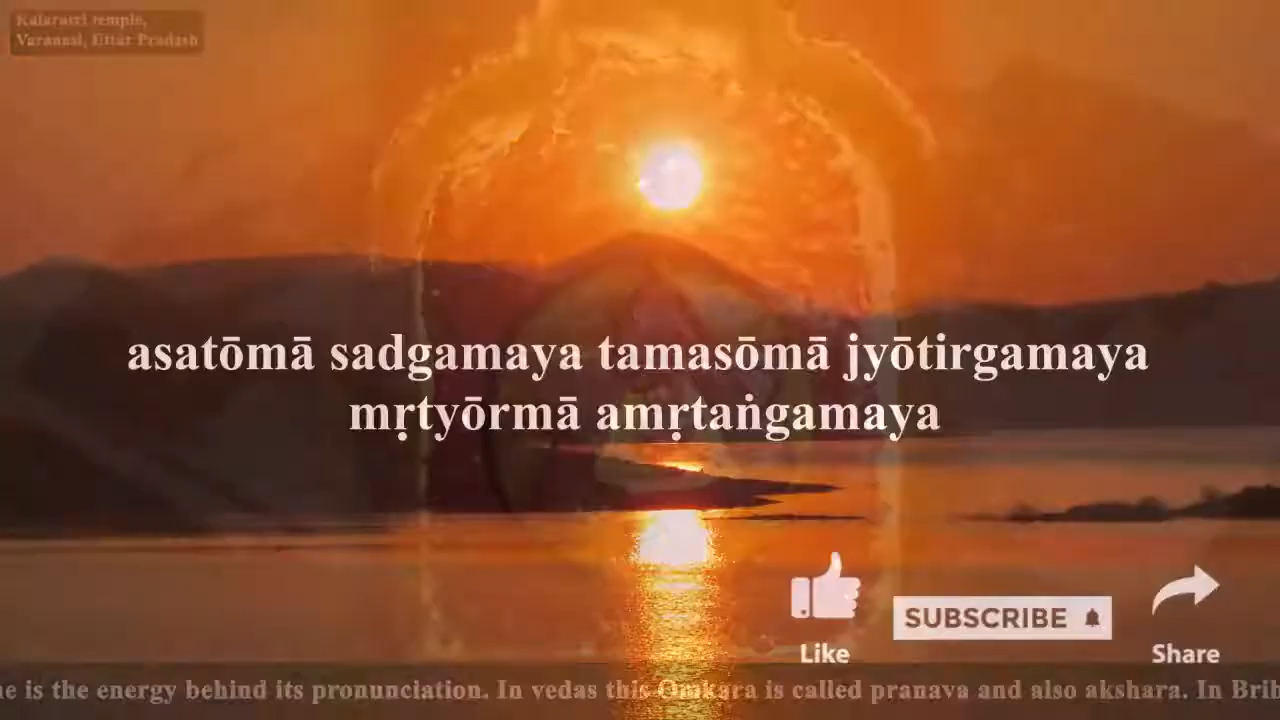 Kalaratri temple,
Varanasi, Uttar Pradesh
asatōmā sadgamaya tamasōmā jyōtirgamaya
mṛtyōrmā amṛtaṅgamaya
SUBSCRIBE
Like
Share
is the energy behind its pronunciation. In vedas this Omkara is called pranava and also akshara. In